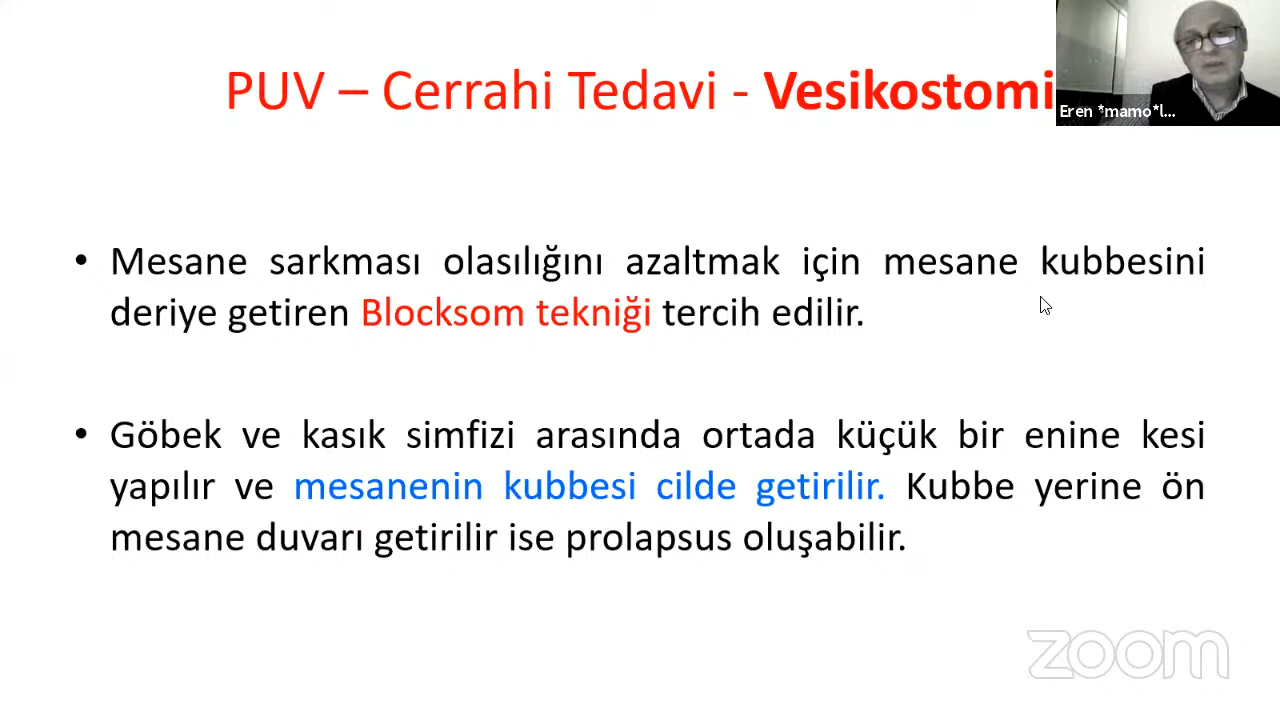 PUV – Cerrahi Tedavi - Vesikostomi
Eren *mamo*l...
• Mesane sarkması olasılığını azaltmak için mesane kubbesini
deriye getiren Blocksom tekniği tercih edilir.
• Göbek ve kasık simfizi arasında ortada küçük bir enine kesi
yapılır ve mesanenin kubbesi cilde getirilir. Kubbe yerine ön
mesane duvarı getirilir ise prolapsus oluşabilir.
zoom